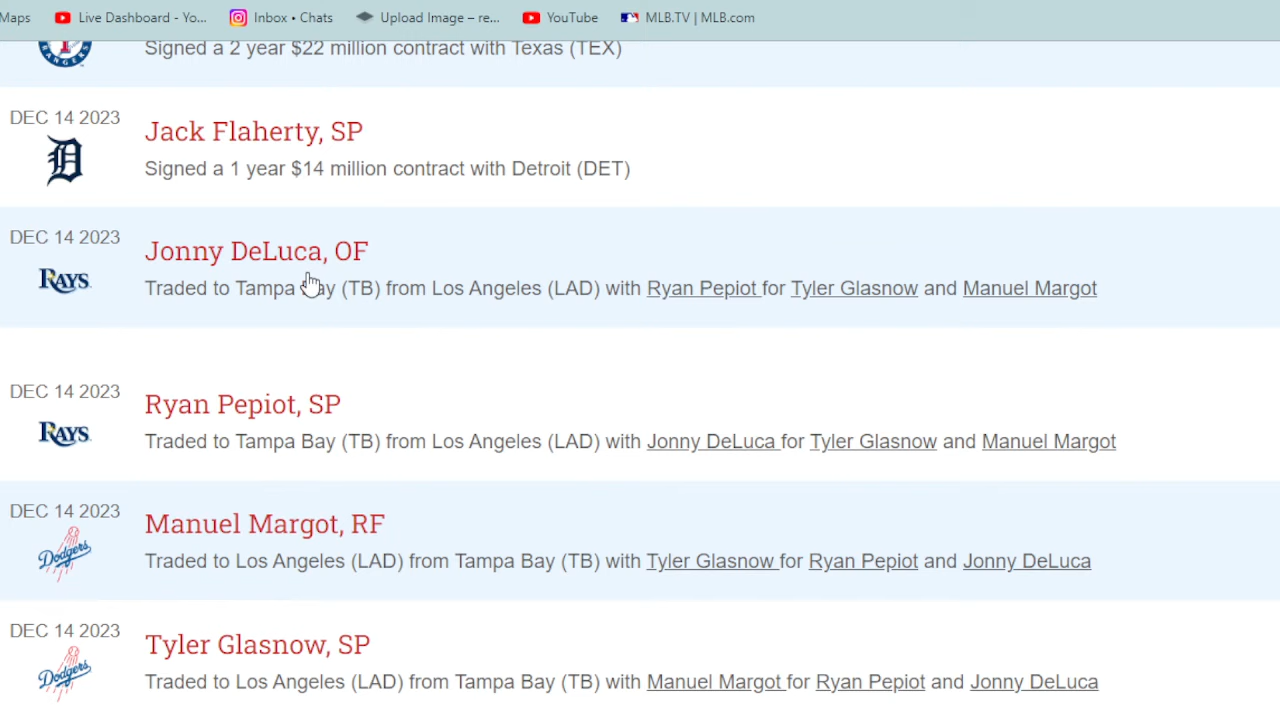 Maps
Live Dashboard - Yo...
Inbox • Chats
Upload Image – re...
YouTube
MLB.TV | MLB.com
RANGERS
T
Signed a 2 year $22 million contract with Texas (TEX)
DEC 14 2023
Jack Flaherty, SP
D
Signed a 1 year $14 million contract with Detroit (DET)
DEC 14 2023
Jonny DeLuca, OF
RAYS
Traded to Tampa Bay (TB) from Los Angeles (LAD) with Ryan Pepiot for Tyler Glasnow and Manuel Margot
DEC 14 2023
Ryan Pepiot, SP
RAYS
Traded to Tampa Bay (TB) from Los Angeles (LAD) with Jonny DeLuca for Tyler Glasnow and Manuel Margot
DEC 14 2023
Manuel Margot, RF
Dodgers
Traded to Los Angeles (LAD) from Tampa Bay (TB) with Tyler Glasnow for Ryan Pepiot and Jonny DeLuca
DEC 14 2023
Tyler Glasnow, SP
Dodgers
Traded to Los Angeles (LAD) from Tampa Bay (TB) with Manuel Margot for Ryan Pepiot and Jonny DeLuca